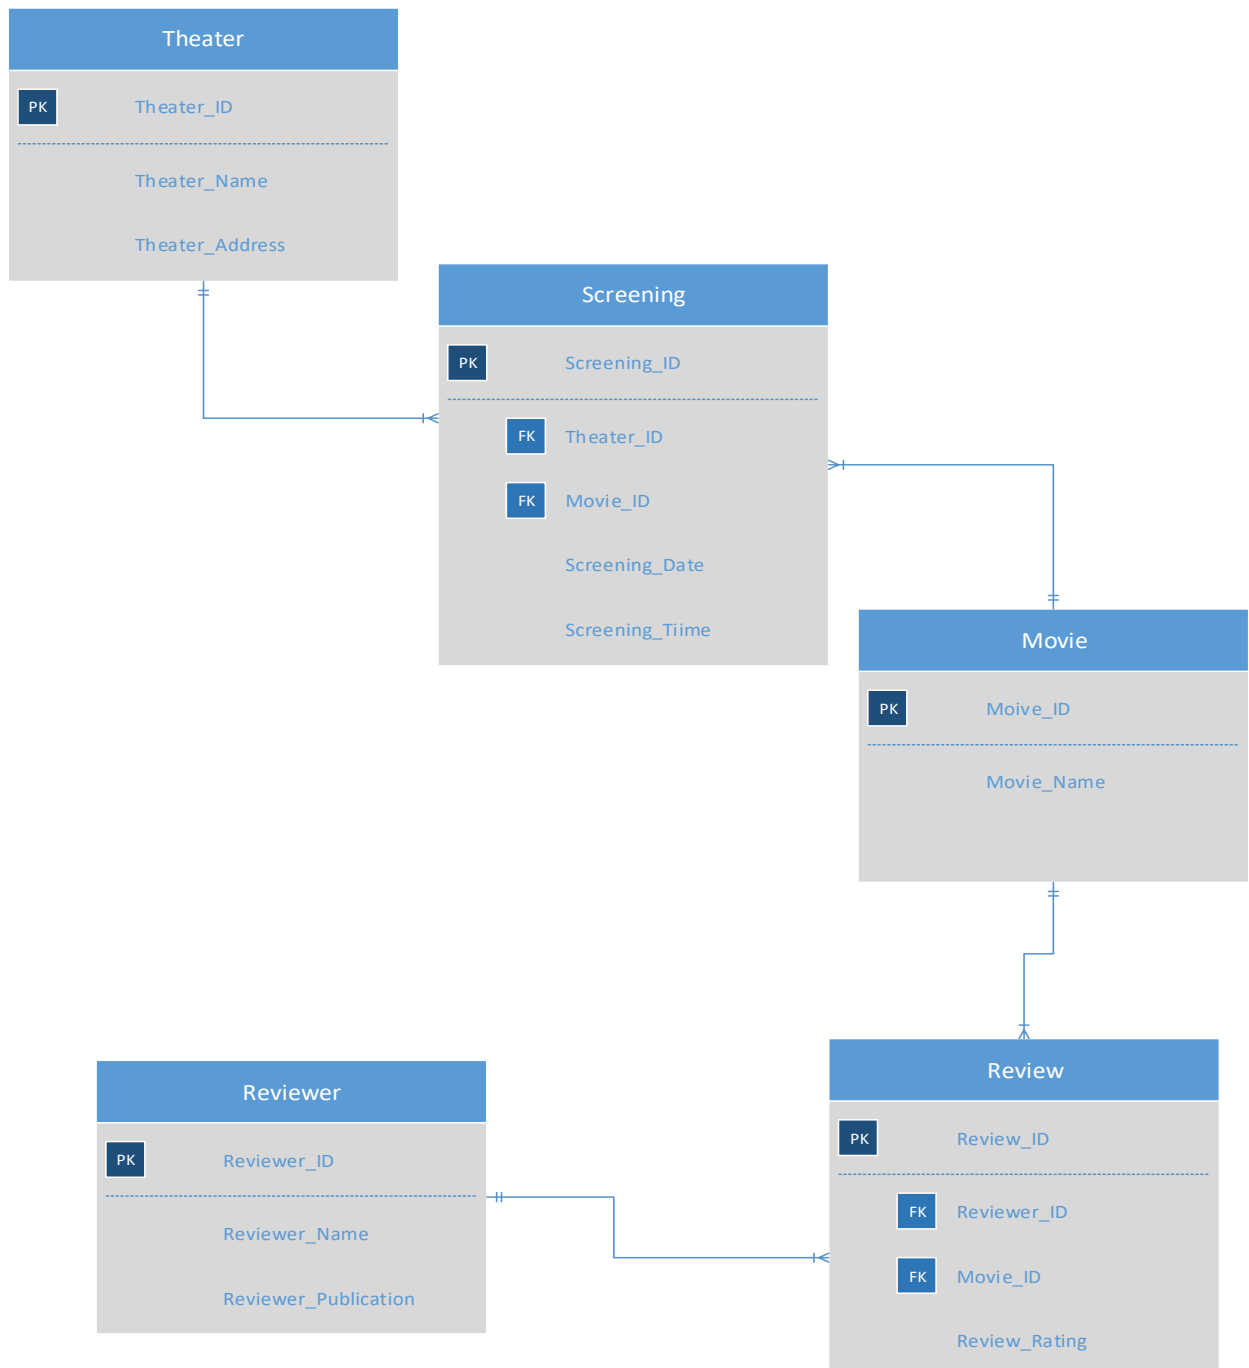 Theater
PK Theater_ID
Theater_Name
Theater_Address
Screening
PK Screening_ID
FK Theater_ID
FK Movie_ID
Screening_Date
Screening_Tiime
Movie
PK Moive_ID
Movie_Name
Reviewer
PK Reviewer_ID
Reviewer_Name
Reviewer_Publication
Review
PK Review_ID
FK Reviewer_ID
FK Movie_ID
Review_Rating